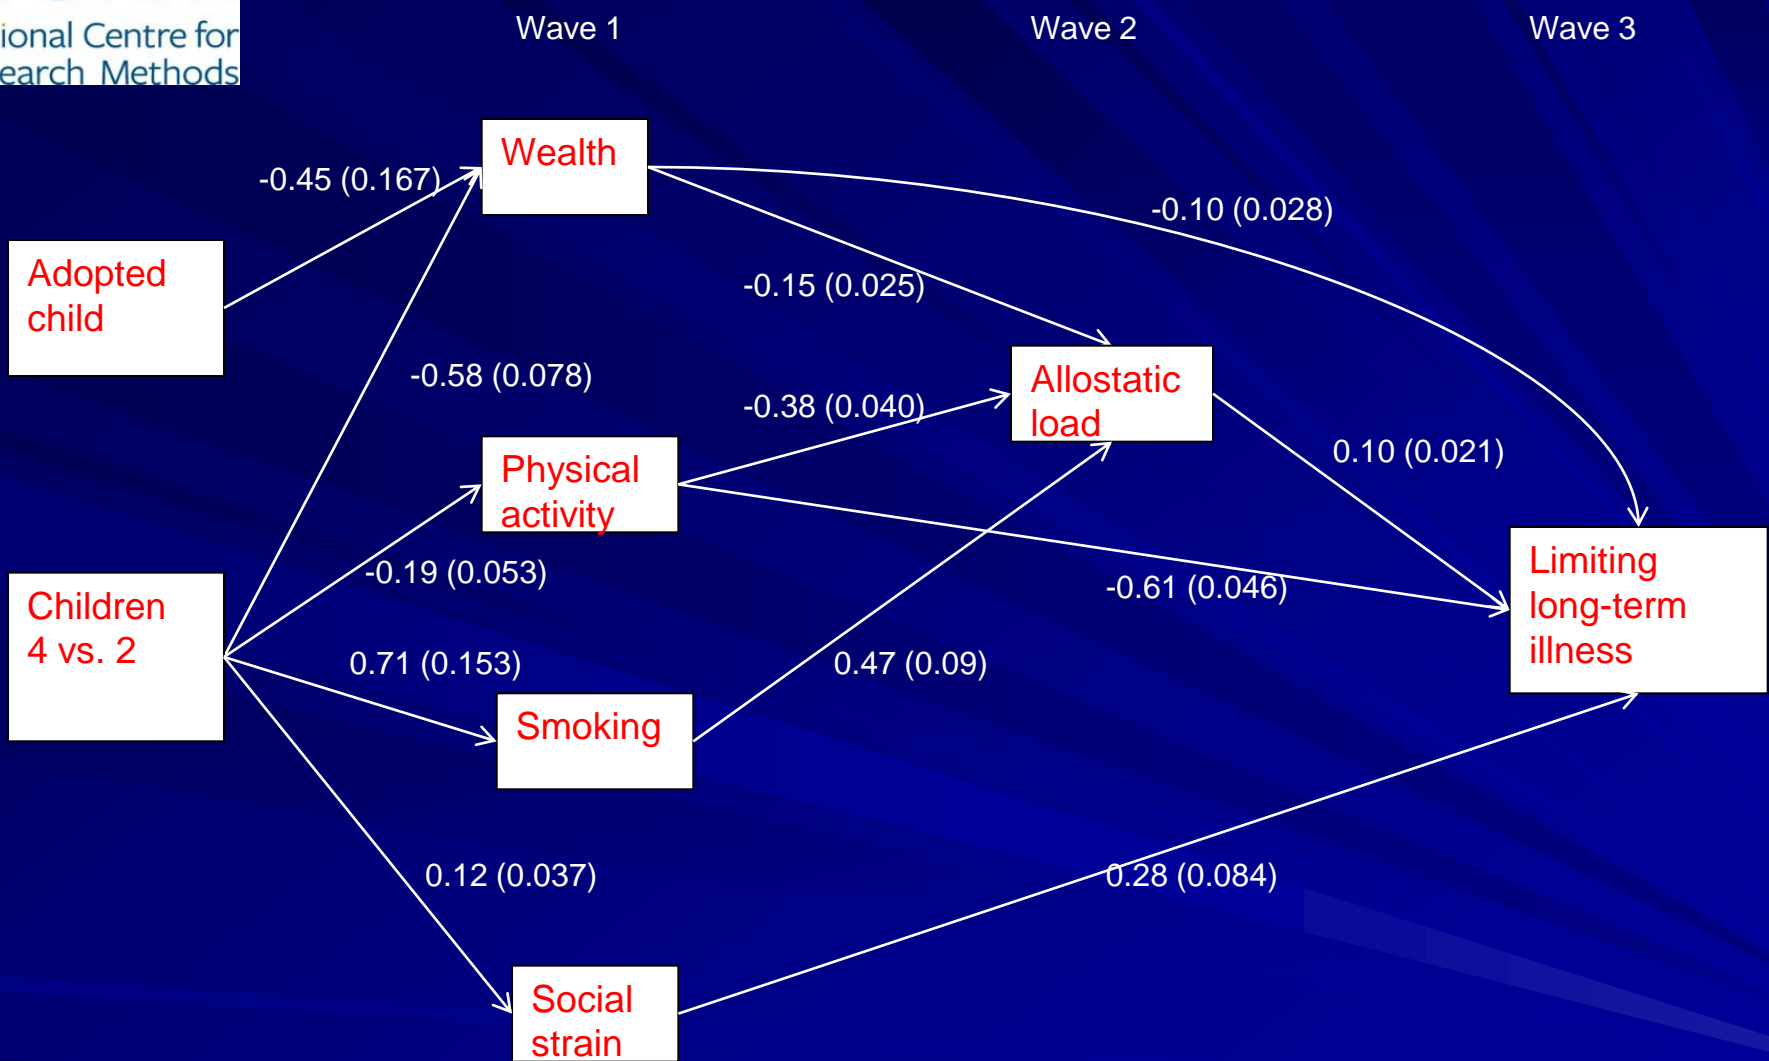 ional Centre for
earch Methods
Wave 1
Wave 2
Wave 3
Wealth
-0.45 (0.167)
-0.10 (0.028)
Adopted
child
-0.15 (0.025)
-0.58 (0.078)
Allostatic
load
-0.38 (0.040)
0.10 (0.021)
Physical
activity
-0.19 (0.053)
-0.61 (0.046)
Limiting
long-term
illness
Children
4 vs. 2
0.71 (0.153)
0.47 (0.09)
Smoking
0.12 (0.037)
0.28 (0.084)
Social
strain